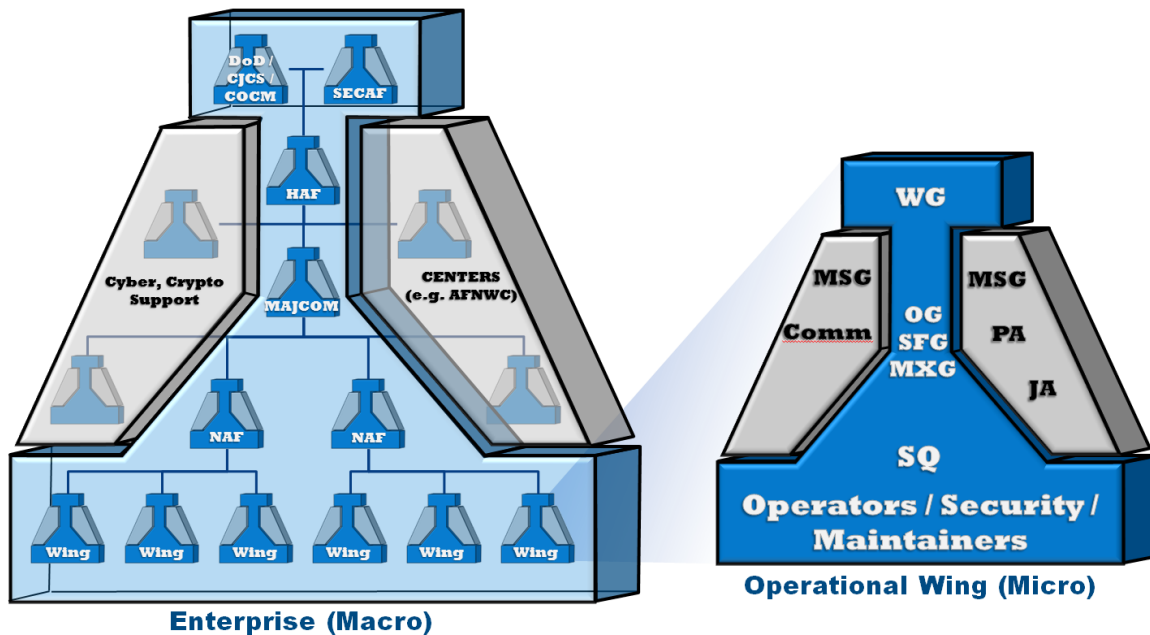 DoD /
CJCS /
COCM
SECAF
HAF
Cyber, Crypto
Support
CENTERS
(e.g. AFNWC)
MAJCOM
NAF
NAF
Wing
Wing
Wing
Wing
Wing
Wing
Enterprise (Macro)
WG
MSG
MSG
Comm
PA
JA
OG
SFG
MXG
SQ
Operators / Security /
Maintainers
Operational Wing (Micro)